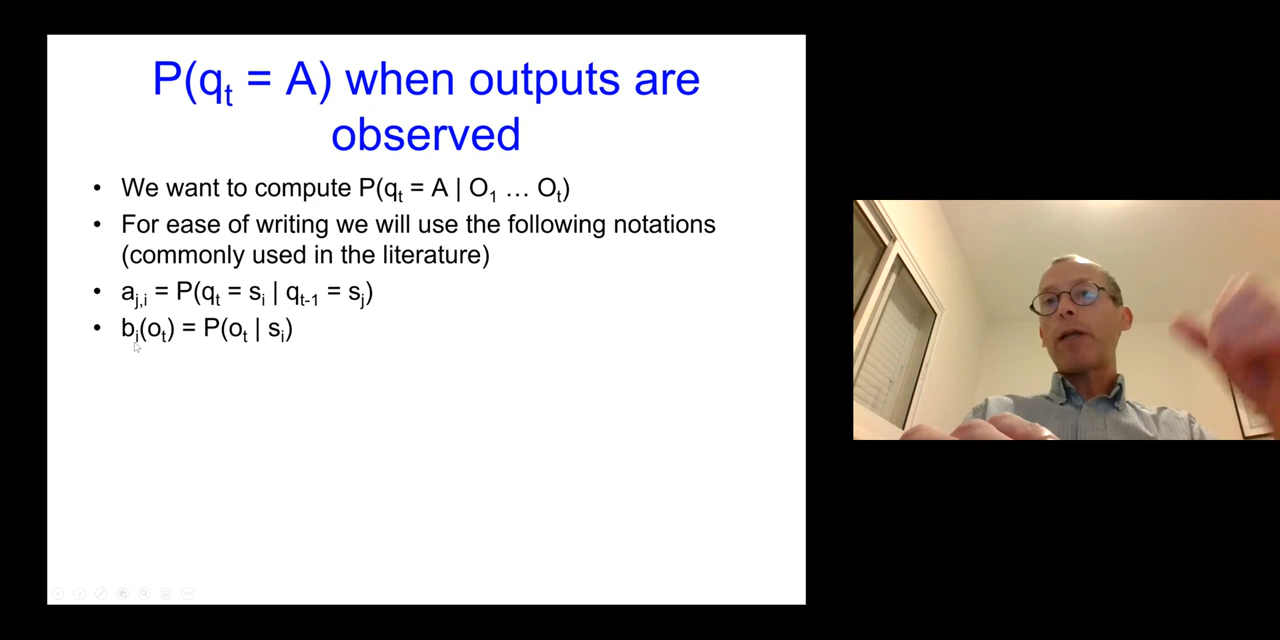 P(qt = A) when outputs are
observed
• We want to compute P(qt = A | O1 … Ot)
• For ease of writing we will use the following notations
(commonly used in the literature)
• aj,i = P(qt = si | qt-1 = sj)
• bi(ot) = P(ot | si)